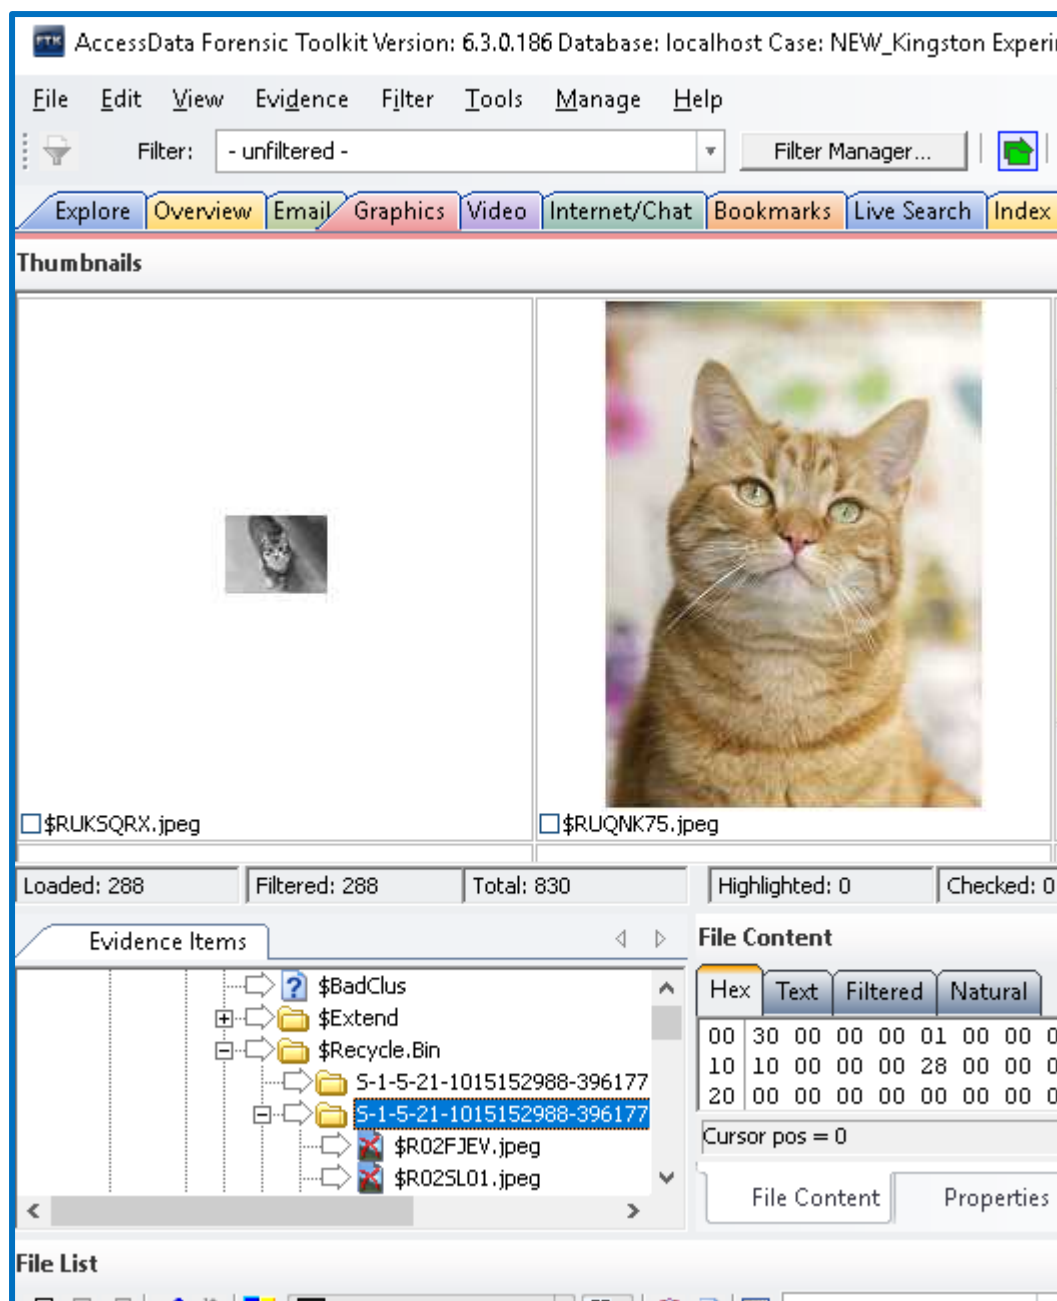 FTK AccessData Forensic Toolkit Version: 6.3.0.186 Database: localhost Case: NEW_Kingston
File Edit View Evidence Filter Tools Manage Help
Filter: - unfiltered - Filter Manager...
Explore Overview Email Graphics Video Internet/Chat Bookmarks Live Search Index
Thumbnails
$RUKSQRX.jpeg $RUQNK75.jpeg
Loaded: 288 Filtered: 288 Total: 830 Highlighted: 0 Checked: 0
Evidence Items
$BadClus
$Extend
$Recycle.Bin
S-1-5-21-1015152988-396177
S-1-5-21-1015152988-396177
$R02FJEV.jpeg
$R02SL01.jpeg
File Content
Hex Text Filtered Natural
00 30 00 00 00 01 00 00 0
10 10 00 00 00 28 00 00 0
20 00 00 00 00 00 00 00 0
Cursor pos = 0
File Content Properties
File List